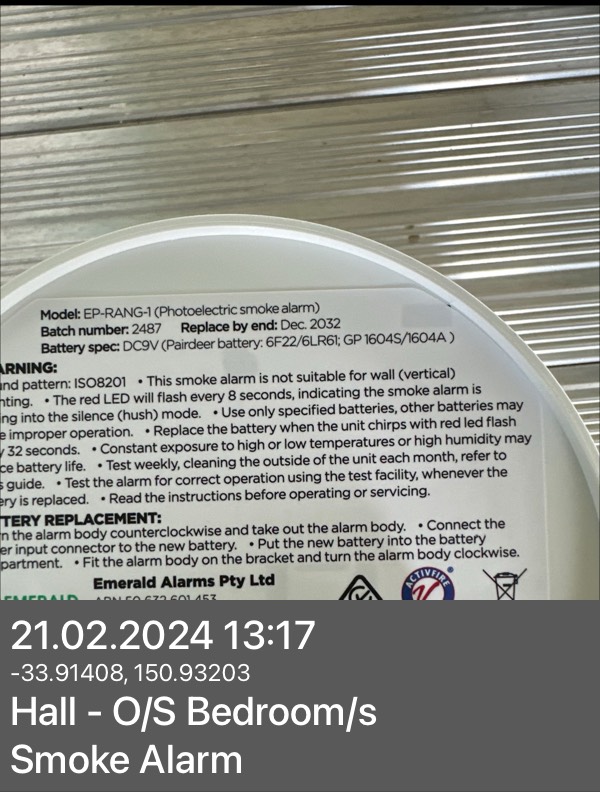 Model: EP-RANG-1 (Photoelectric smoke alarm)
Batch number: 2487 Replace by end: Dec. 2032
Battery spec: DC9V (Pairdeer battery: 6F22/6LR61; GP 1604S/1604A )
ARNING:
nd pattern: ISO8201 • This smoke alarm is not suitable for wall (vertical)
nting. • The red LED will flash every 8 seconds, indicating the smoke alarm is
ng into the silence (hush) mode. • Use only specified batteries, other batteries may
e improper operation. • Replace the battery when the unit chirps with red led flash
y 32 seconds. • Constant exposure to high or low temperatures or high humidity may
ce battery life. • Test weekly, cleaning the outside of the unit each month, refer to
s guide. • Test the alarm for correct operation using the test facility, whenever the
ery is replaced. • Read the instructions before operating or servicing.
TERY REPLACEMENT:
n the alarm body counterclockwise and take out the alarm body. • Connect the
er input connector to the new battery. • Put the new battery into the battery
partment. • Fit the alarm body on the bracket and turn the alarm body clockwise.
Emerald Alarms Pty Ltd
ACTIVFIRE
EMERALD
21.02.2024 13:17
-33.91408, 150.93203
Hall - O/S Bedroom/s
Smoke Alarm